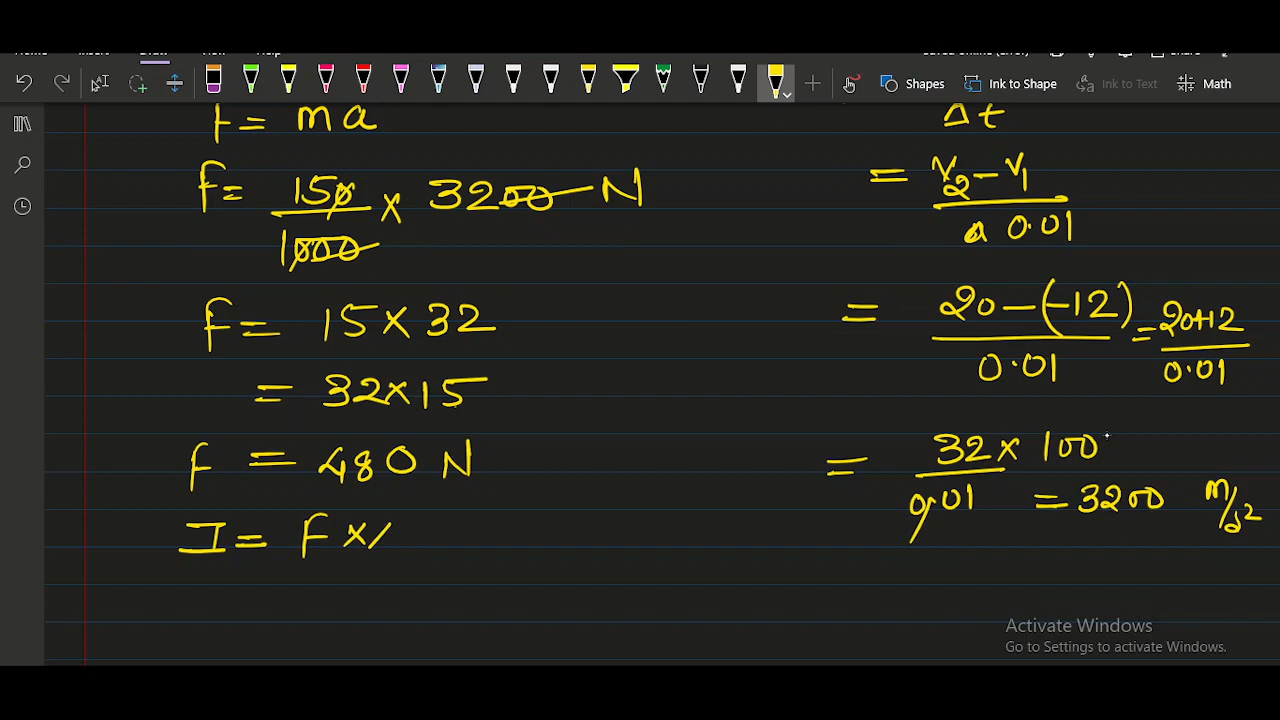 Shapes
Ink to Shape
Ink to Text
Math
F = ma
Δt
F = 150/1000 × 3200 N
= V2 - V1 / 0.01
F = 15 × 32
= 20 - (-12) / 0.01 = 20+12 / 0.01
= 32 × 15
F = 480 N
= 32 × 100 / 0.01 = 3200 m/s²
I = F ×
Activate Windows
Go to Settings to activate Windows.